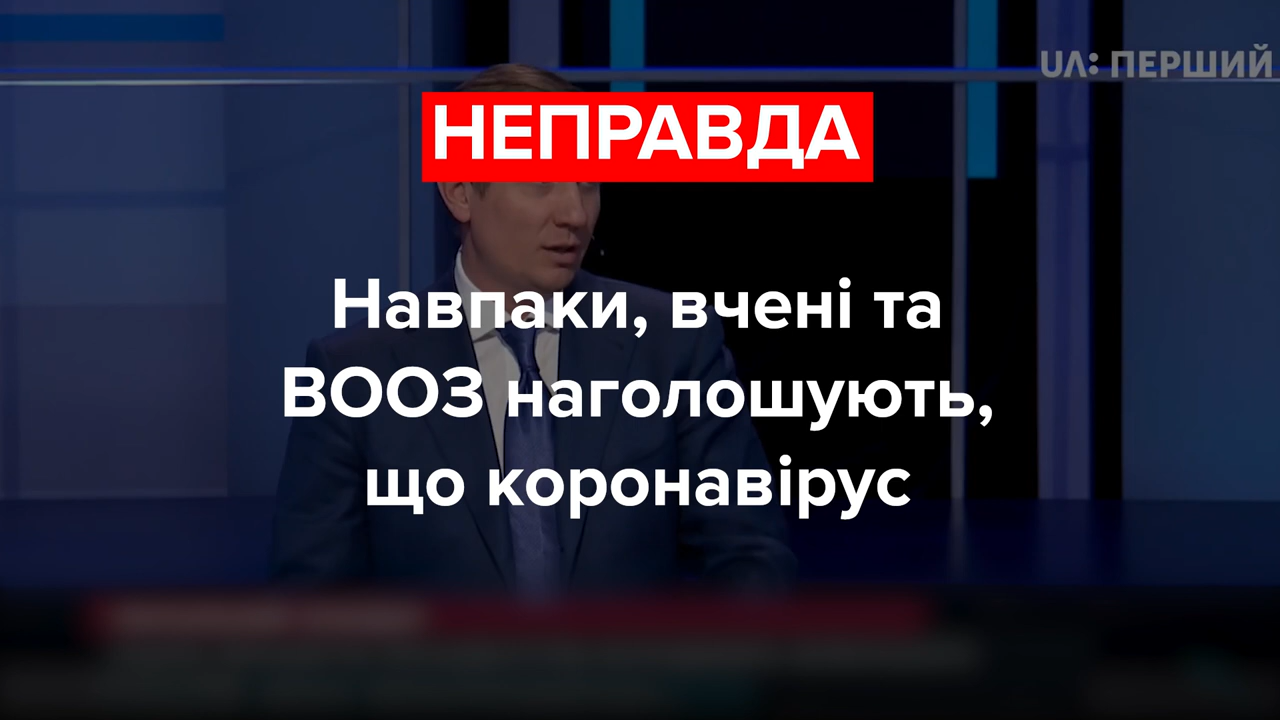 UA: ПЕРШИЙ
НЕПРАВДА
Навпаки, вчені та
ВООЗ наголошують,
що коронавірус